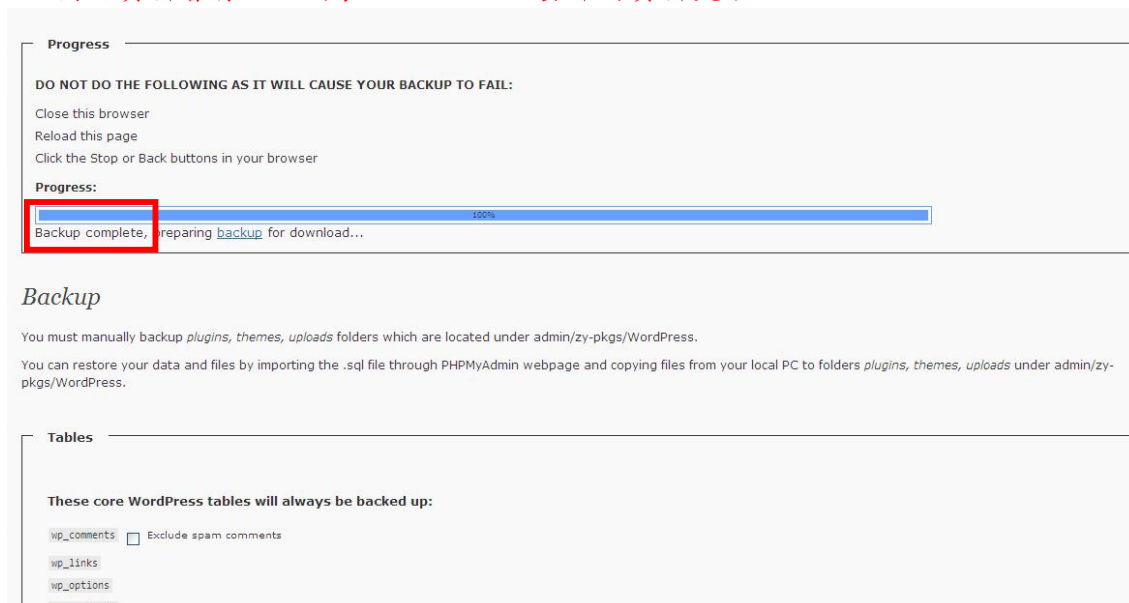 Progress
DO NOT DO THE FOLLOWING AS IT WILL CAUSE YOUR BACKUP TO FAIL:
Close this browser
Reload this page
Click the Stop or Back buttons in your browser
Progress:
100%
Backup complete, preparing backup for download...
Backup
You must manually backup plugins, themes, uploads folders which are located under admin/zy-pkgs/WordPress.
You can restore your data and files by importing the .sql file through PHPMyAdmin webpage and copying files from your local PC to folders plugins, themes, uploads under admin/zy-
pkgs/WordPress.
Tables
These core WordPress tables will always be backed up:
wp_comments Exclude spam comments
wp_links
wp_options